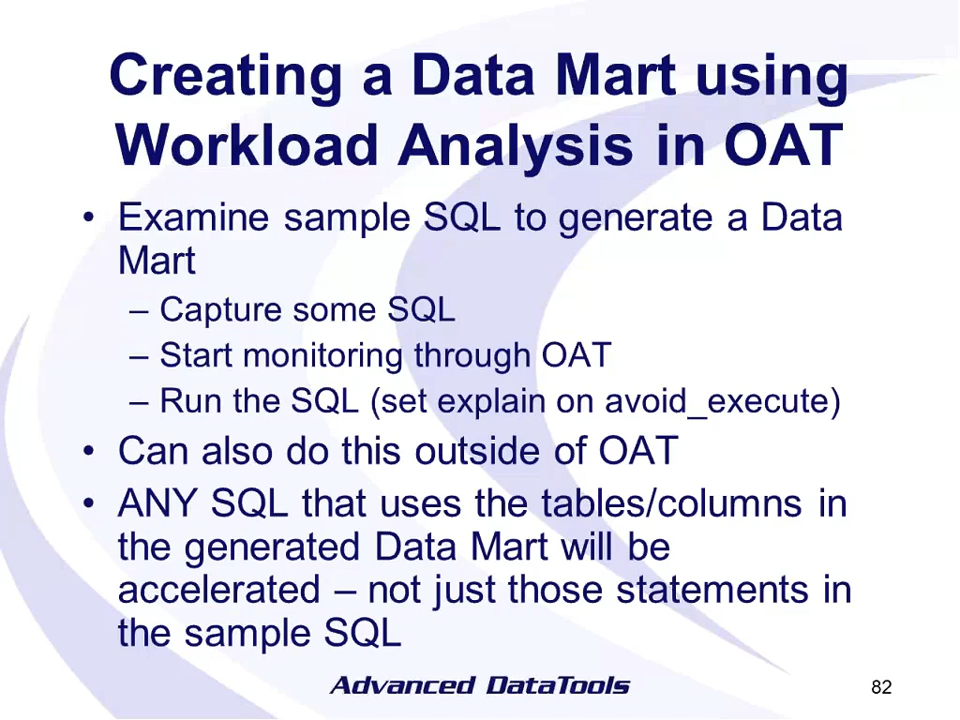 Creating a Data Mart using
Workload Analysis in OAT
• Examine sample SQL to generate a Data
Mart
– Capture some SQL
– Start monitoring through OAT
– Run the SQL (set explain on avoid_execute)
• Can also do this outside of OAT
• ANY SQL that uses the tables/columns in
the generated Data Mart will be
accelerated – not just those statements in
the sample SQL
Advanced DataTools
82